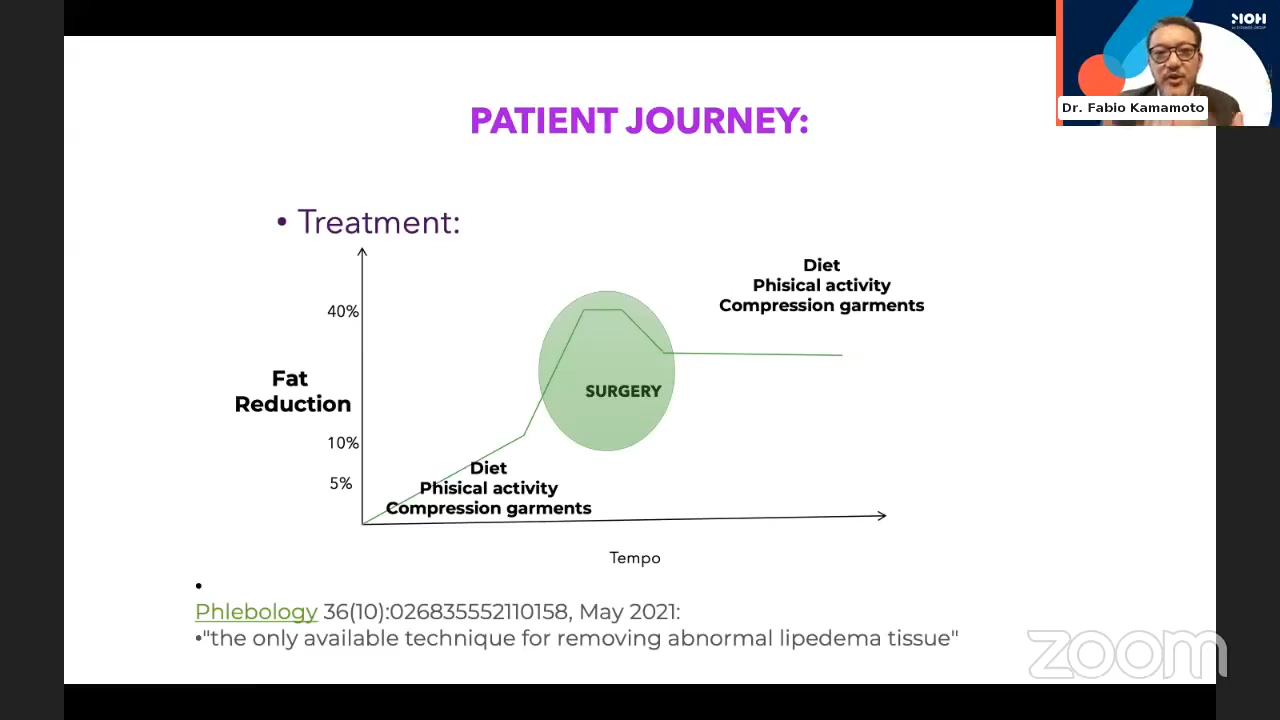 Dr. Fabio Kamamoto
PATIENT JOURNEY:
• Treatment:
Diet
Phisical activity
Compression garments
40%
Fat
Reduction
SURGERY
10%
5%
Diet
Phisical activity
Compression garments
Tempo
•
Phlebology 36(10):026835552110158, May 2021:
•"the only available technique for removing abnormal lipedema tissue"
zoom